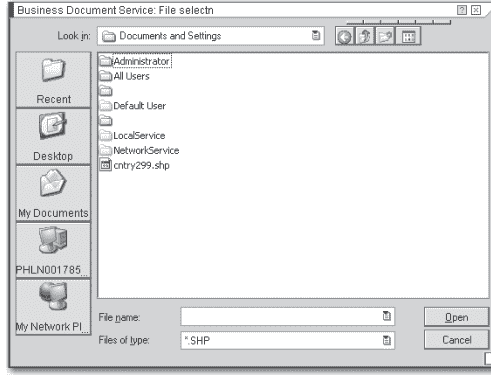 Business Document Service: File selectn
Look in: Documents and Settings
Administrator
All Users
Default User
LocalService
NetworkService
cntry299.shp
Recent
Desktop
My Documents
PHLN001785...
My Network Pl...
File name: Open
Files of type: *.SHP Cancel